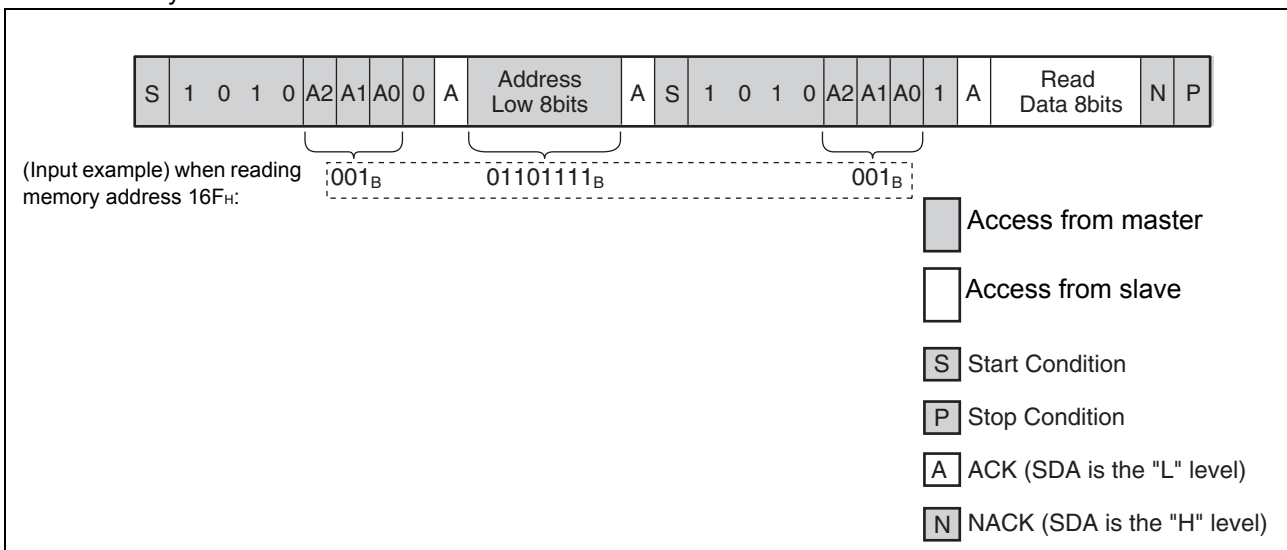 S 1 0 1 0 A2 A1 A0 0 A Address Low 8bits A S 1 0 1 0 A2 A1 A0 1 A Read Data 8bits N P
(Input example) when reading memory address 16FH:
001B 01101111B 001B
Access from master
Access from slave
S Start Condition
P Stop Condition
A ACK (SDA is the "L" level)
N NACK (SDA is the "H" level)